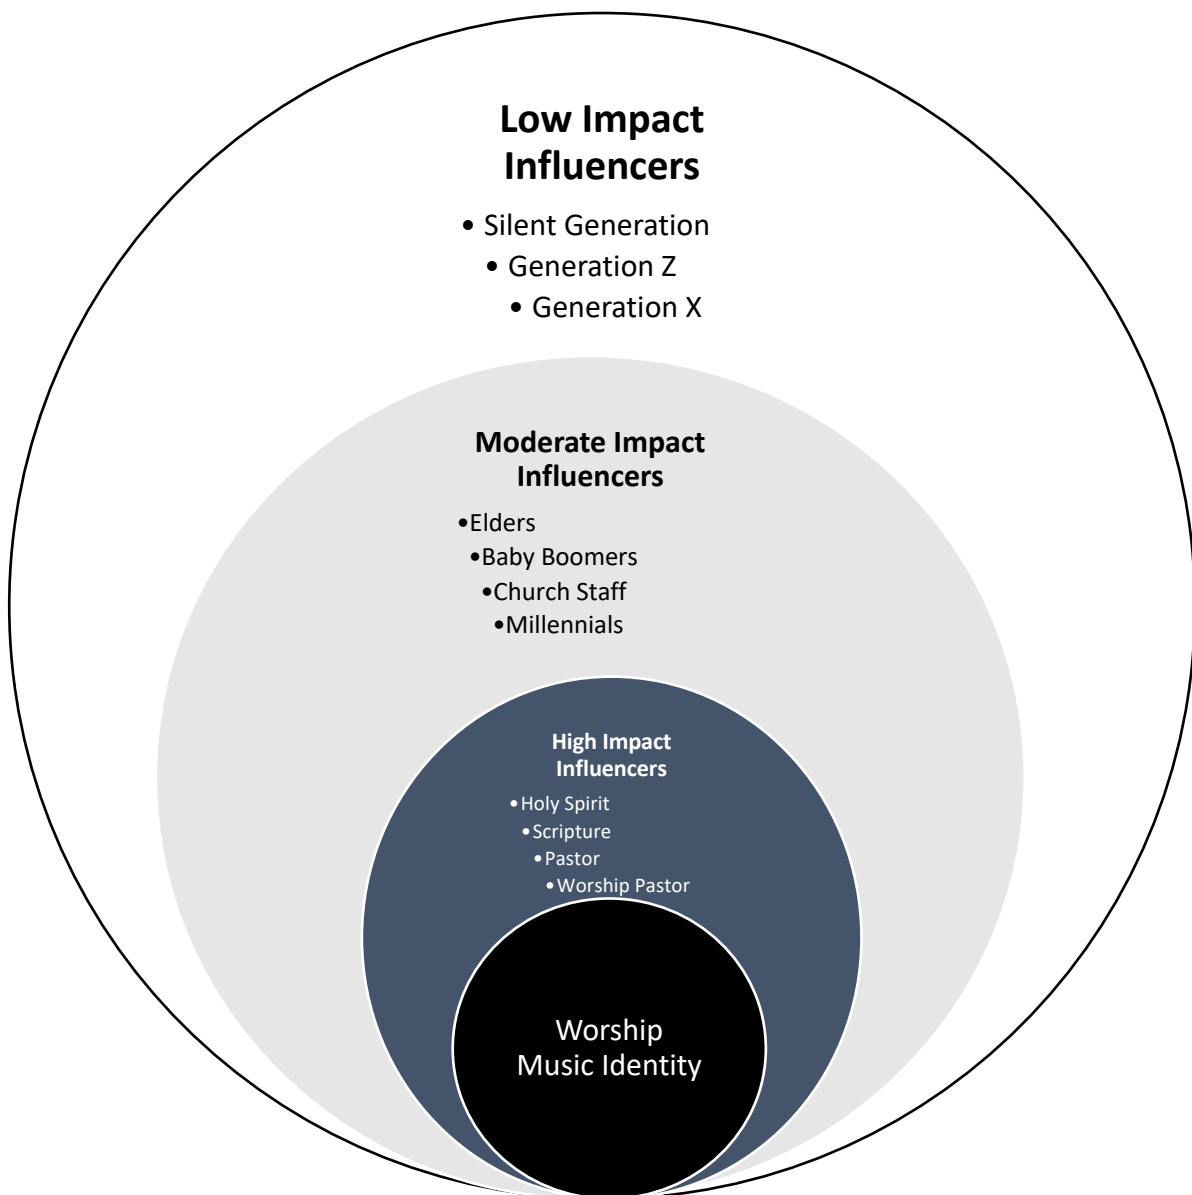 Low Impact
Influencers
• Silent Generation
• Generation Z
• Generation X
Moderate Impact
Influencers
•Elders
•Baby Boomers
•Church Staff
•Millennials
High Impact
Influencers
•Holy Spirit
•Scripture
•Pastor
•Worship Pastor
Worship
Music Identity